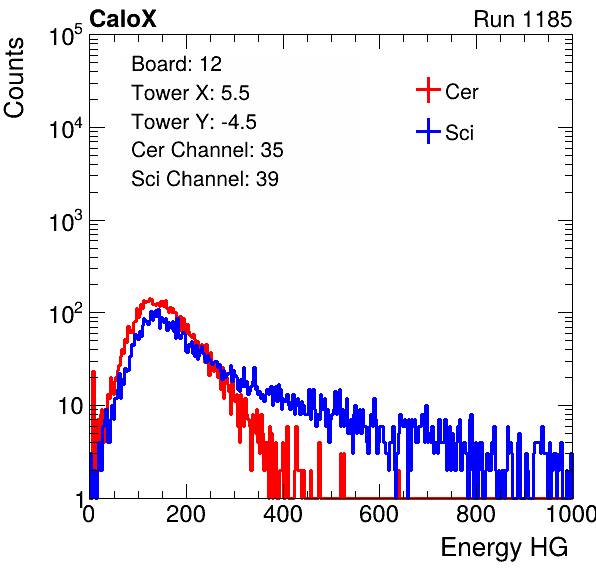 CaloX Run 1185
Counts
10^5
10^4
10^3
10^2
10
1
Board: 12
Tower X: 5.5
Tower Y: -4.5
Cer Channel: 35
Sci Channel: 39
Cer
Sci
0 200 400 600 800 1000
Energy HG